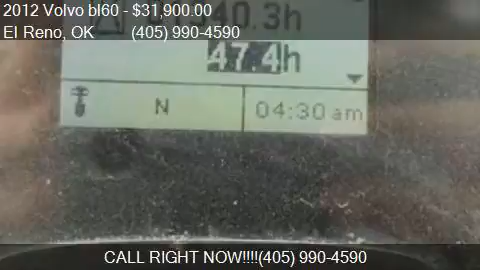 2012 Volvo bl60 - $31,900.00
El Reno, OK (405) 990-4590
47.4h
N 04:30 am
CALL RIGHT NOW!!!!(405) 990-4590